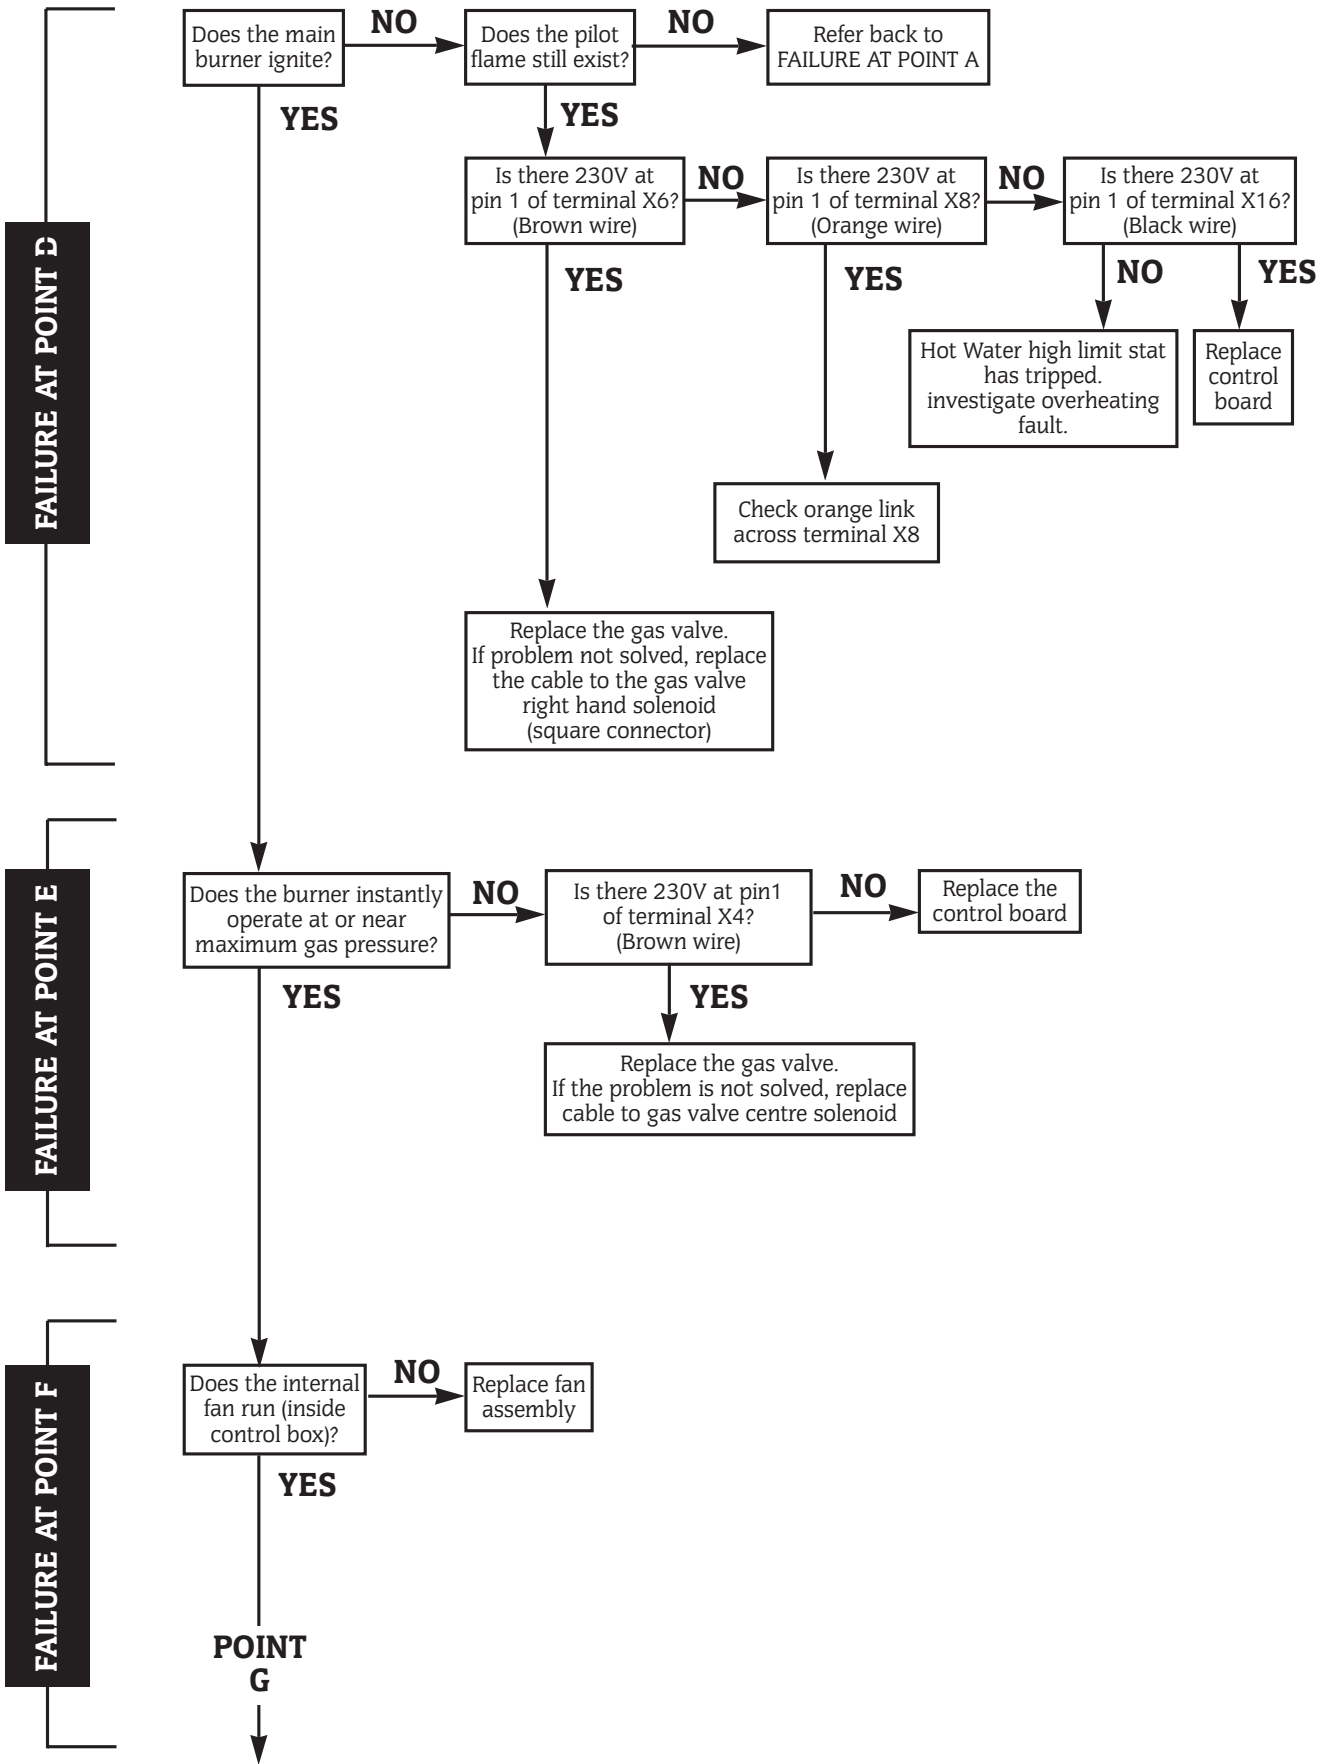 FAILURE AT POINT D
Does the main
burner ignite?
NO
Does the pilot
flame still exist?
NO
Refer back to
FAILURE AT POINT A
YES
YES
Is there 230V at
pin 1 of terminal X6?
(Brown wire)
NO
Is there 230V at
pin 1 of terminal X8?
(Orange wire)
NO
Is there 230V at
pin 1 of terminal X16?
(Black wire)
YES
YES
NO
YES
Hot Water high limit stat
has tripped.
investigate overheating
fault.
Replace
control
board
Check orange link
across terminal X8
Replace the gas valve.
If problem not solved, replace
the cable to the gas valve
right hand solenoid
(square connector)
FAILURE AT POINT E
Does the burner instantly
operate at or near
maximum gas pressure?
NO
Is there 230V at pin1
of terminal X4?
(Brown wire)
NO
Replace the
control board
YES
YES
Replace the gas valve.
If the problem is not solved, replace
cable to gas valve centre solenoid
FAILURE AT POINT F
Does the internal
fan run (inside
control box)?
NO
Replace fan
assembly
YES
POINT
G